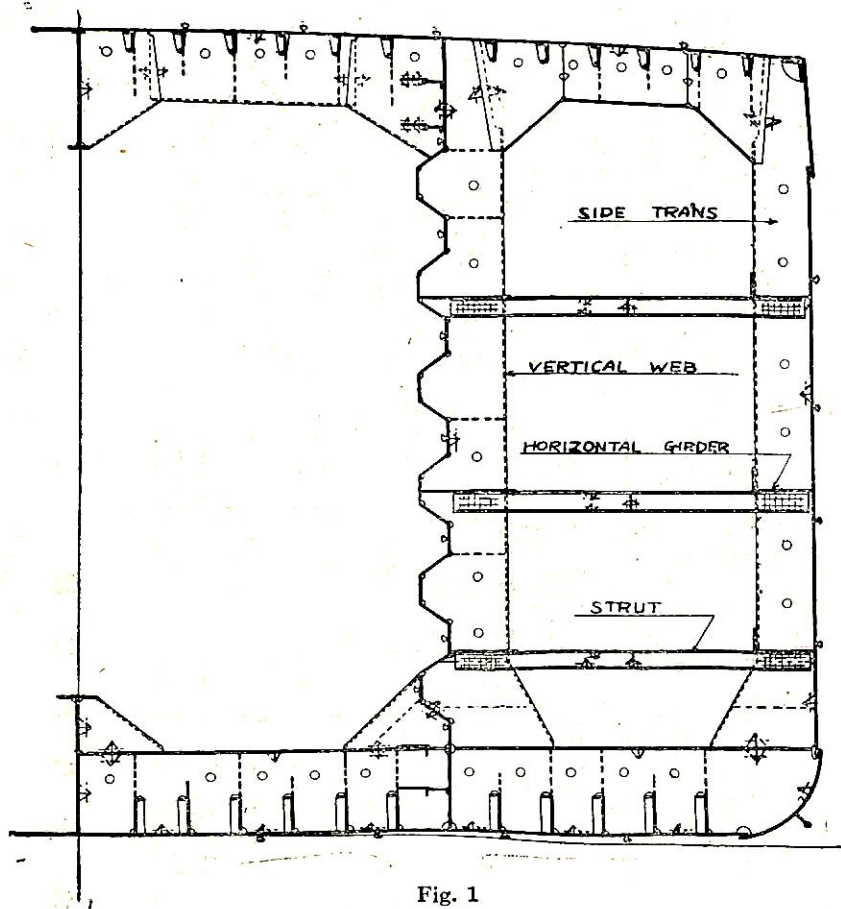 SIDE TRANS
VERTICAL WEB
HORIZONTAL GIRDER
STRUT
Fig. 1